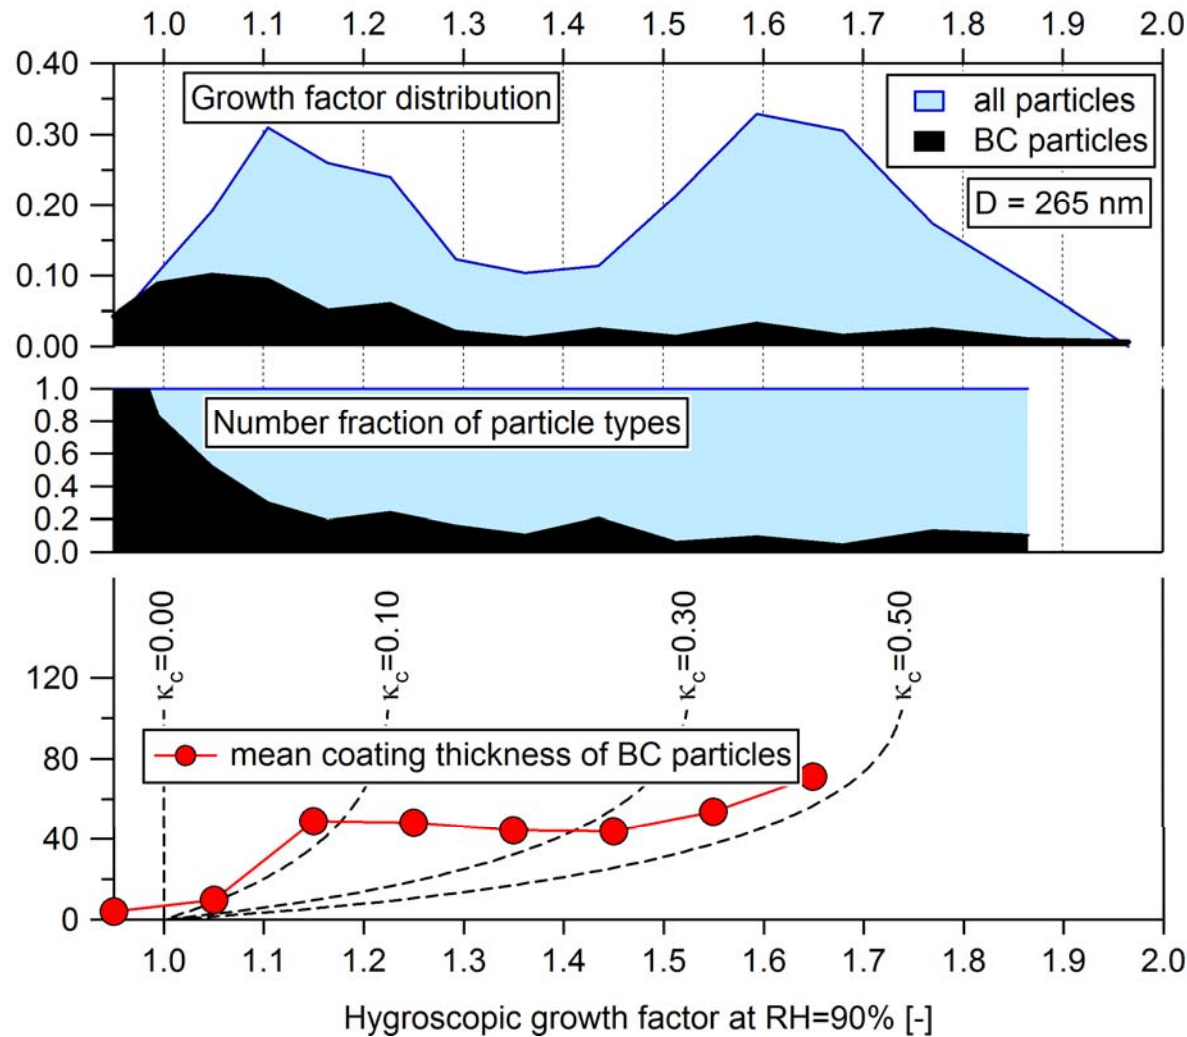 1.0 1.1 1.2 1.3 1.4 1.5 1.6 1.7 1.8 1.9 2.0
0.40
0.30
0.20
0.10
0.00
Growth factor distribution
all particles
BC particles
D = 265 nm
1.0
0.8
0.6
0.4
0.2
0.0
Number fraction of particle types
κc=0.00
κc=0.10
κc=0.30
κc=0.50
120
80
40
0
mean coating thickness of BC particles
1.0 1.1 1.2 1.3 1.4 1.5 1.6 1.7 1.8 1.9 2.0
Hygroscopic growth factor at RH=90% [-]